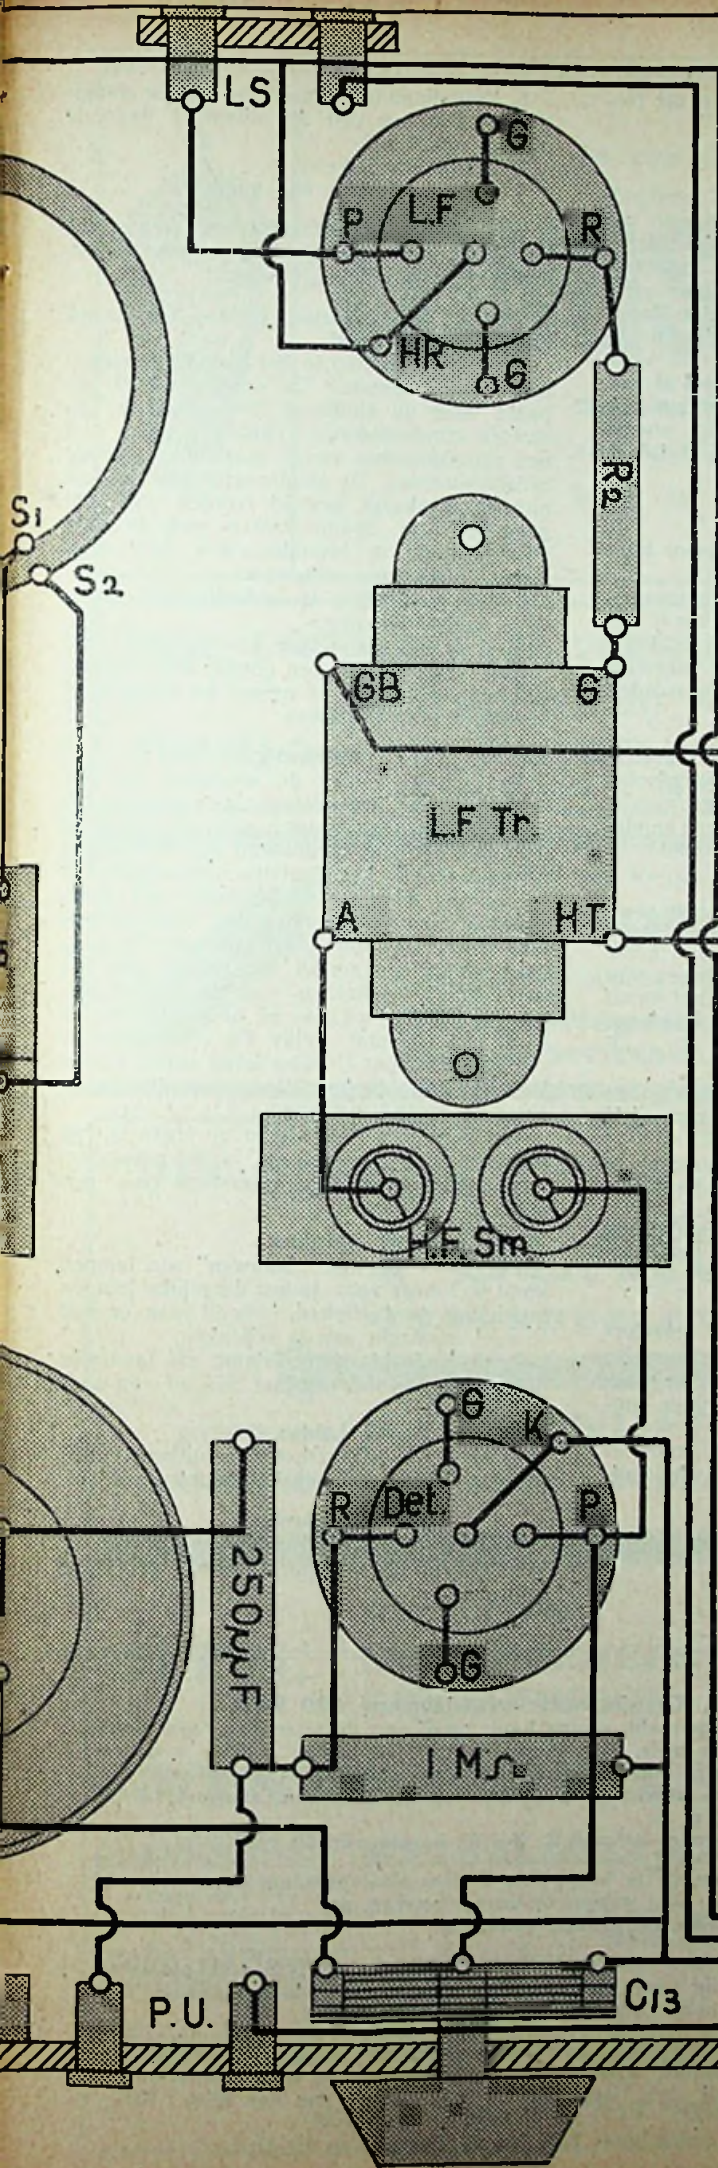 LS
G
P
L.F
R
HR
G
R2
S1
S2
GB
G
L.F Tr.
A
HT
H.F. Sm
G
K
R
Det.
P
250µµF
G
1 MΩ
P.U.
C13